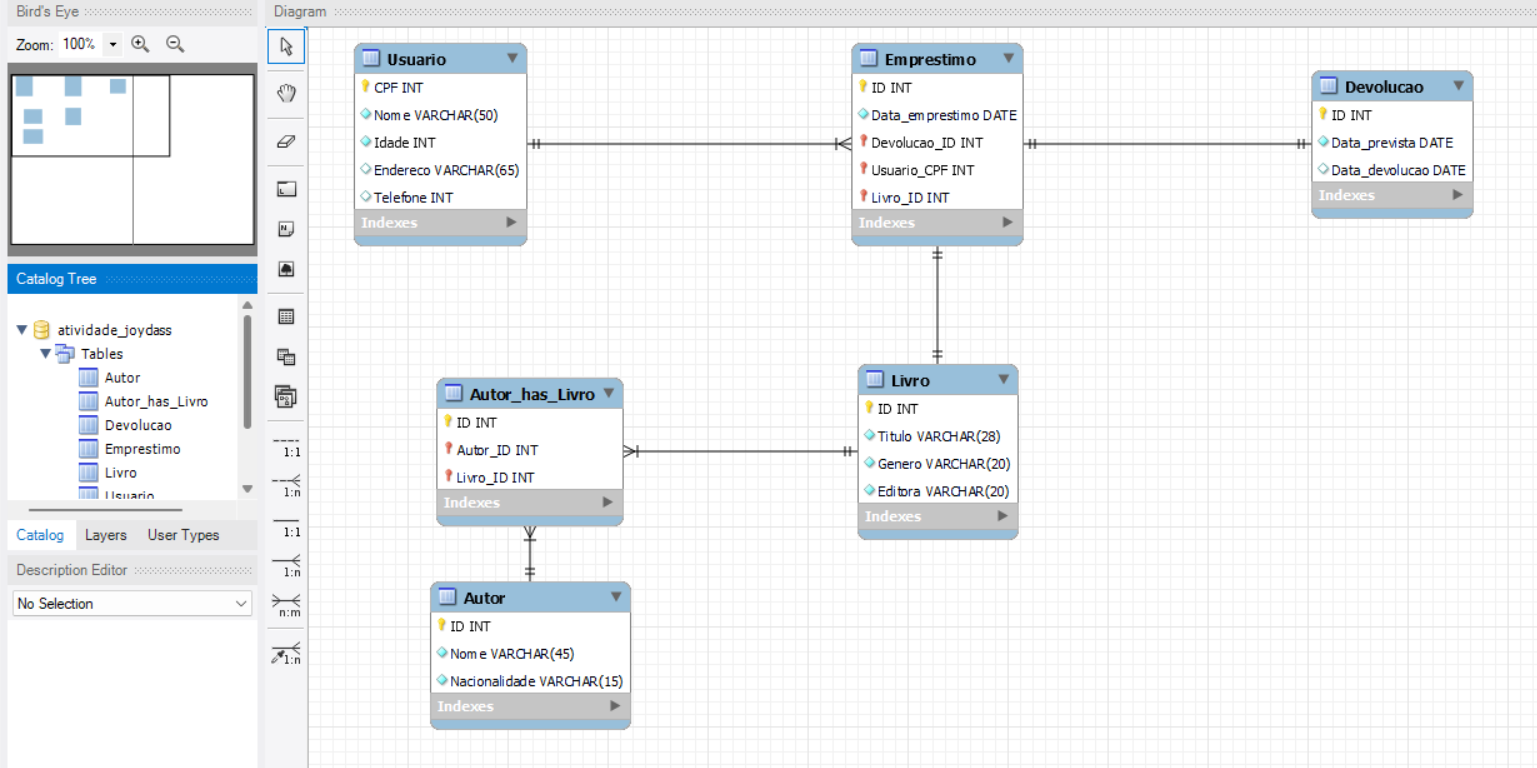 Bird's Eye
Zoom: 100%
Catalog Tree
atividade_joydass
Tables
Autor
Autor_has_Livro
Devolucao
Emprestimo
Livro
Usuario
Catalog Layers User Types
Description Editor
No Selection
Diagram
1:1
1:n
1:1
1:n
n:m
1:n
Usuario
CPF INT
Nome VARCHAR(50)
Idade INT
Endereco VARCHAR(65)
Telefone INT
Indexes
Emprestimo
ID INT
Data_emprestimo DATE
Devolucao_ID INT
Usuario_CPF INT
Livro_ID INT
Indexes
Devolucao
ID INT
Data_prevista DATE
Data_devolucao DATE
Indexes
Autor_has_Livro
ID INT
Autor_ID INT
Livro_ID INT
Indexes
Livro
ID INT
Titulo VARCHAR(28)
Genero VARCHAR(20)
Editora VARCHAR(20)
Indexes
Autor
ID INT
Nome VARCHAR(45)
Nacionalidade VARCHAR(15)
Indexes